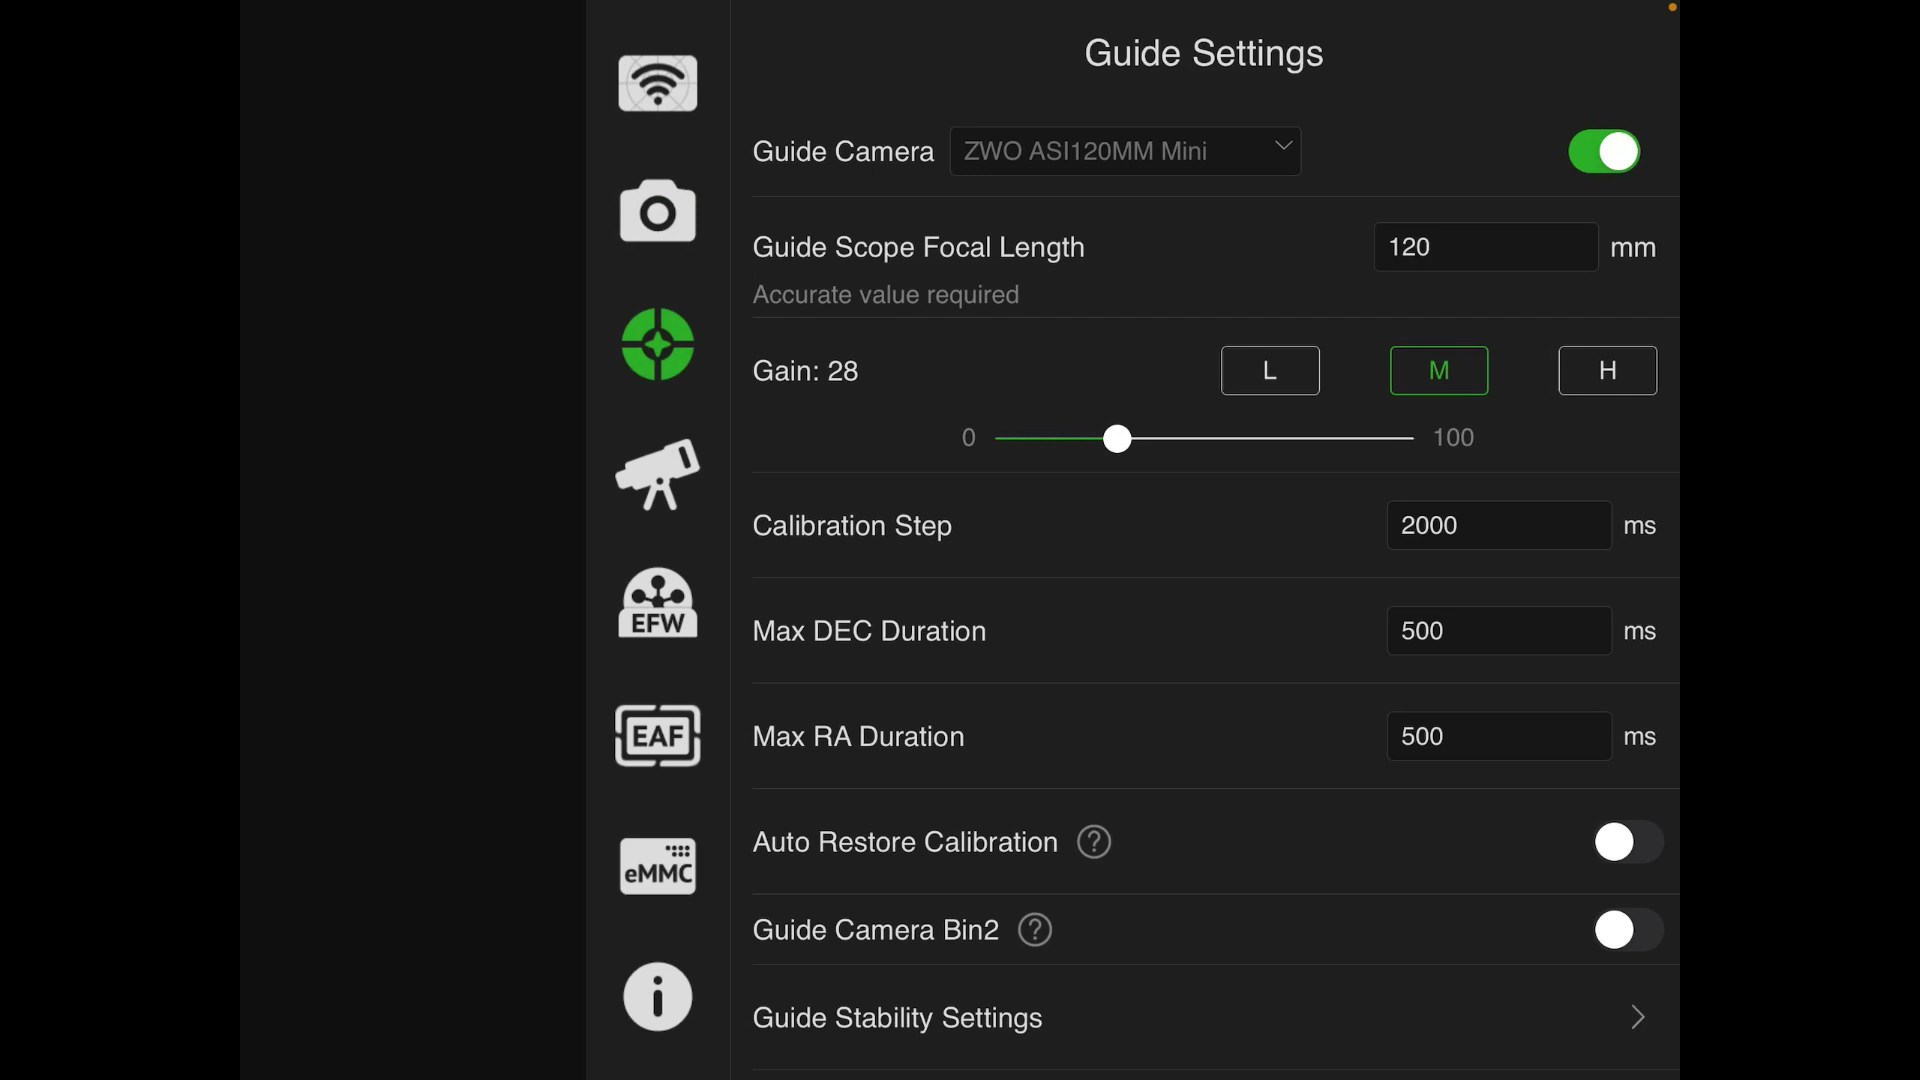 Guide Settings
Guide Camera ZWO ASI120MM Mini
Guide Scope Focal Length 120 mm
Accurate value required
Gain: 28 L M H
0 100
Calibration Step 2000 ms
Max DEC Duration 500 ms
EFW
Max RA Duration 500 ms
EAF
Auto Restore Calibration ?
eMMC
Guide Camera Bin2 ?
i
Guide Stability Settings